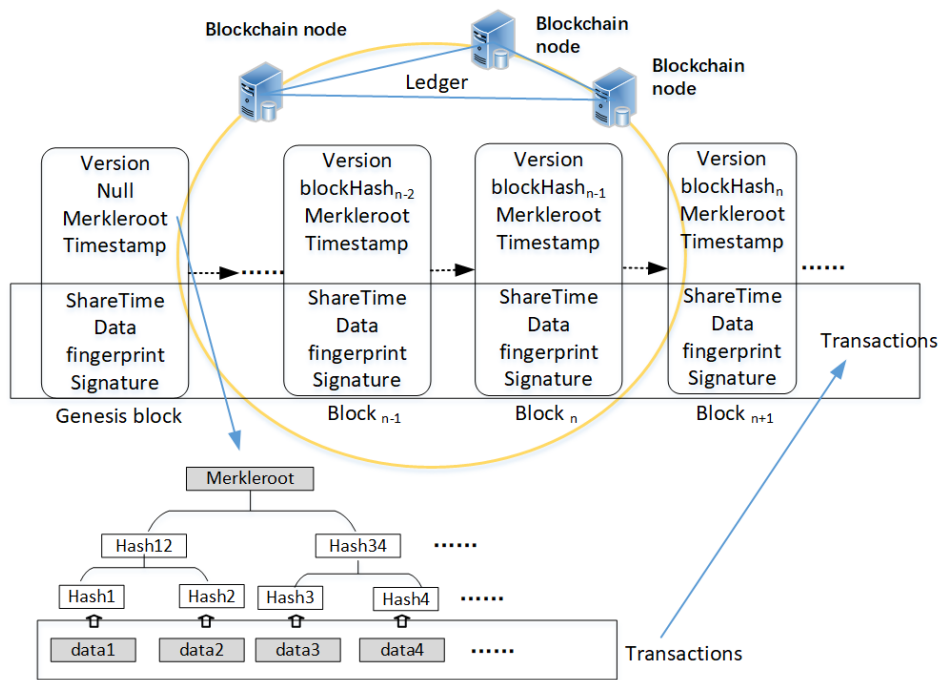 Blockchain node
Blockchain
node
Blockchain
node
Ledger
Version
Null
Merkleroot
Timestamp
ShareTime
Data
fingerprint
Signature
Genesis block
......
Version
blockHashn-2
Merkleroot
Timestamp
ShareTime
Data
fingerprint
Signature
Block n-1
Version
blockHashn-1
Merkleroot
Timestamp
ShareTime
Data
fingerprint
Signature
Block n
Version
blockHashn
Merkleroot
Timestamp
ShareTime
Data
fingerprint
Signature
Block n+1
......
Transactions
Merkleroot
Hash12 Hash34 ......
Hash1 Hash2 Hash3 Hash4 ......
data1 data2 data3 data4 ......
Transactions